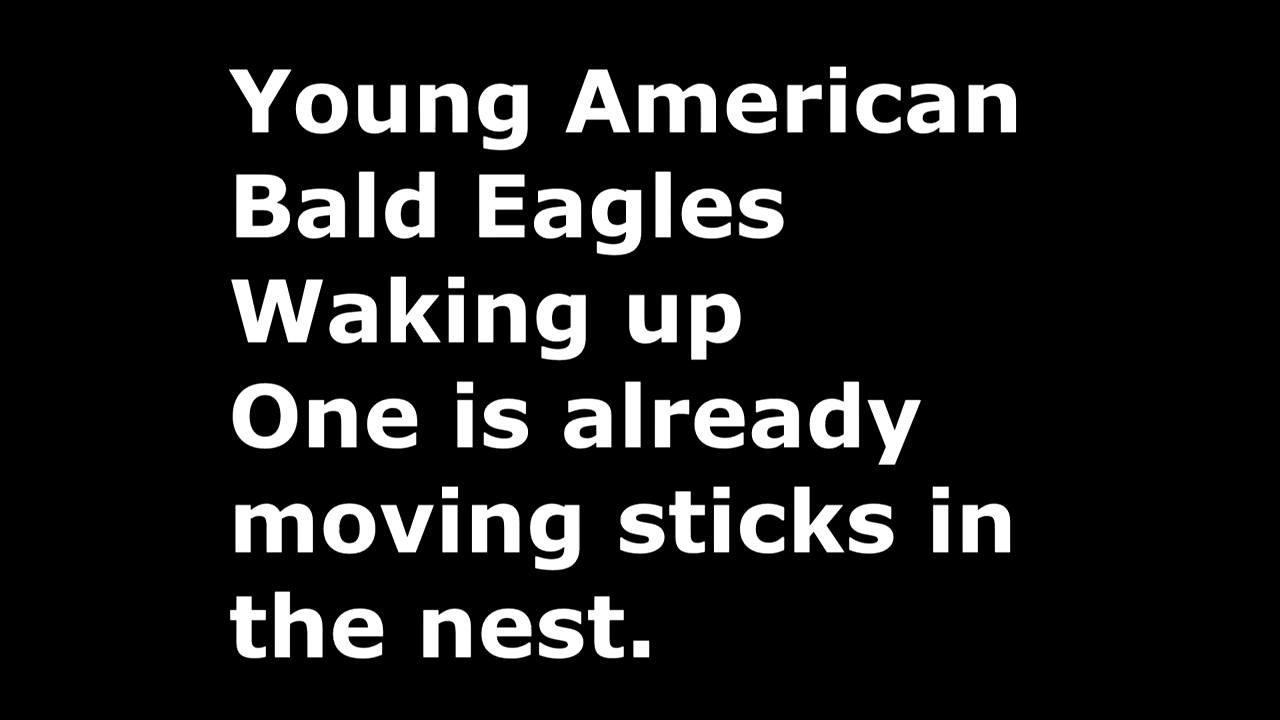 Young American
Bald Eagles
Waking up
One is already
moving sticks in
the nest.